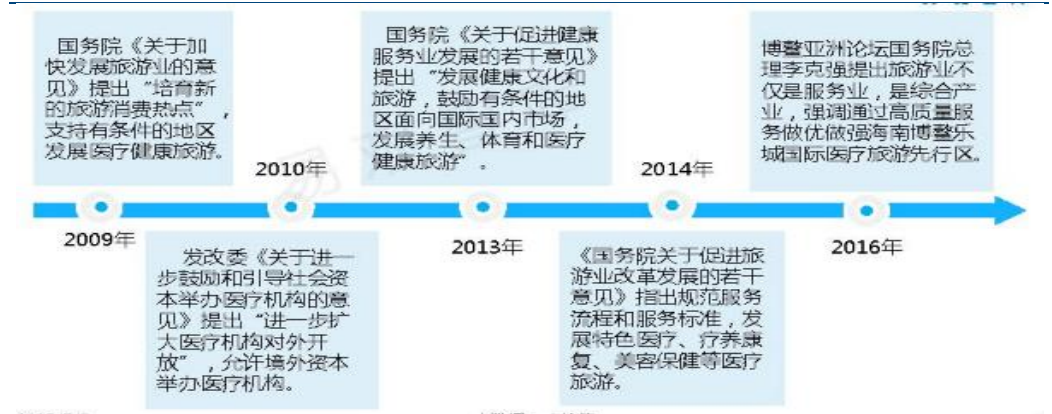 国务院《关于加
快发展旅游业的意
见》提出“培育新
的旅游消费热点”，
支持有条件的地区
发展医疗健康旅游。
2009年
2010年
发改委《关于进一
步鼓励和引导社会资
本举办医疗机构的意
见》提出“进一步扩
大医疗机构对外开
放”，允许境外资本
举办医疗机构。
国务院《关于促进健康
服务业发展的若干意见》
提出“发展健康文化和
旅游，鼓励有条件的地
区面向国际国内市场，
发展养生、体育和医疗
健康旅游”。
2013年
2014年
《国务院关于促进旅
游业改革发展的若干
意见》指出规范服务
流程和服务标准，发
展特色医疗、疗养康
复、美容保健等医疗
旅游。
博鳌亚洲论坛国务院总
理李克强提出旅游业不
仅是服务业，是综合产
业，强调通过高质量服
务做优做强海南博鳌乐
城国际医疗旅游先行区。
2016年